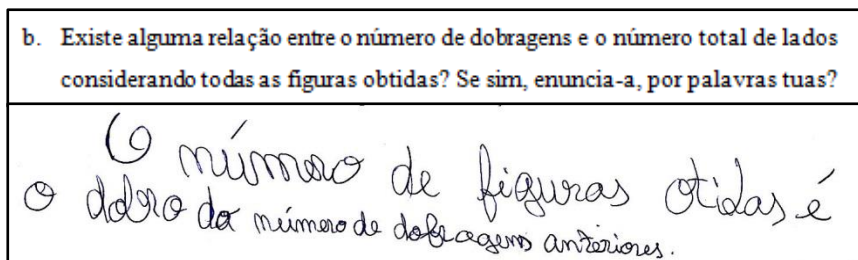 b. Existe alguma relação entre o número de dobragens e o número total de lados
considerando todas as figuras obtidas? Se sim, enuncia-a, por palavras tuas?
O número de figuras otidas é
o dobro da número de dobragens anteriores.